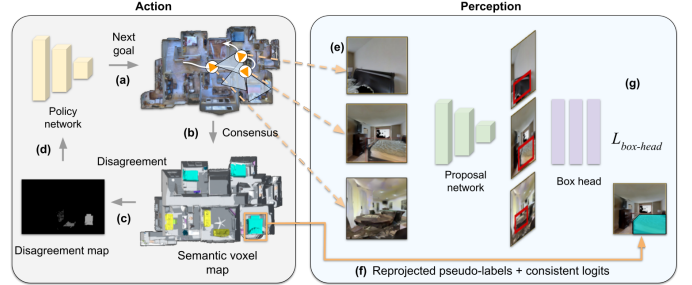 Action
Perception
Next
goal
(a)
Policy
network
(b)
Consensus
(d)
Disagreement
(c)
Disagreement map
Semantic voxel
map
(e)
Proposal
network
Box head
(g)
L_box-head
(f) Reprojected pseudo-labels + consistent logits